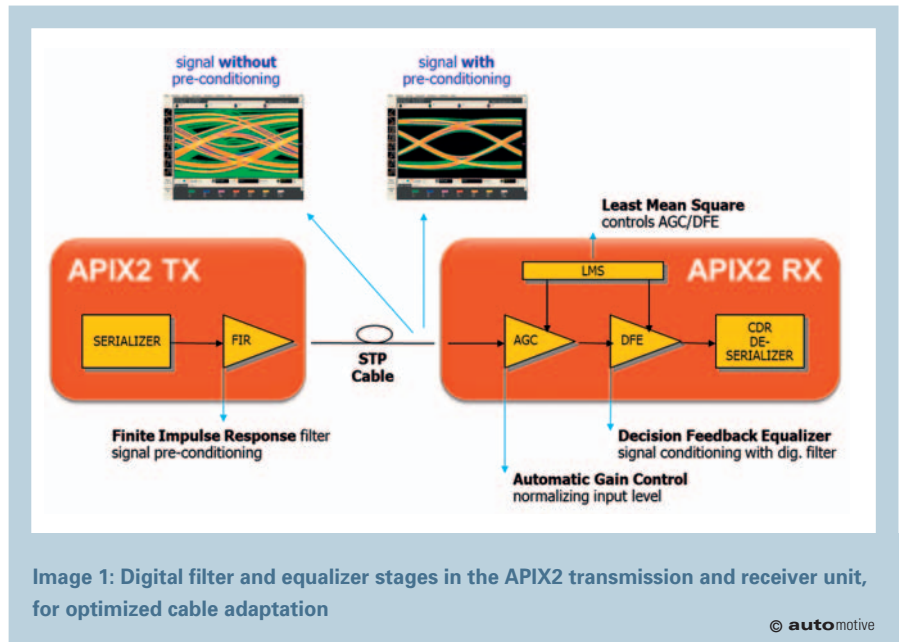 signal without
pre-conditioning
signal with
pre-conditioning
Least Mean Square
controls AGC/DFE
APIX2 TX
LMS
APIX2 RX
SERIALIZER
FIR
STP
Cable
AGC
DFE
CDR
DE-
SERIALIZER
Finite Impulse Response filter
signal pre-conditioning
Decision Feedback Equalizer
signal conditioning with dig. filter
Automatic Gain Control
normalizing input level
Image 1: Digital filter and equalizer stages in the APIX2 transmission and receiver unit,
for optimized cable adaptation
© automotive